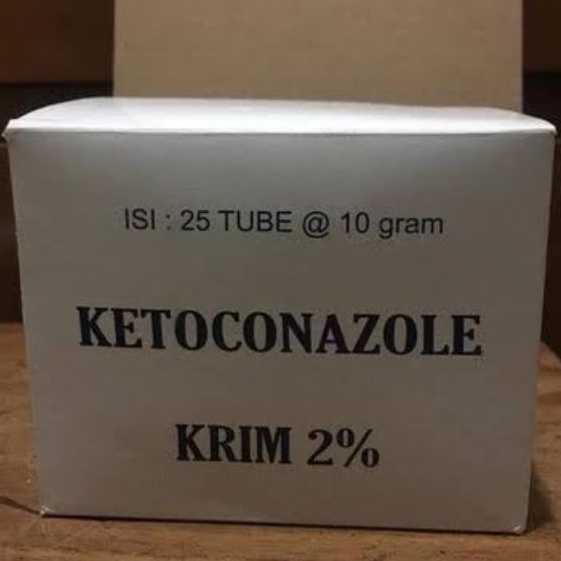 ISI : 25 TUBE @ 10 gram
KETOCONAZOLE
KRIM 2%